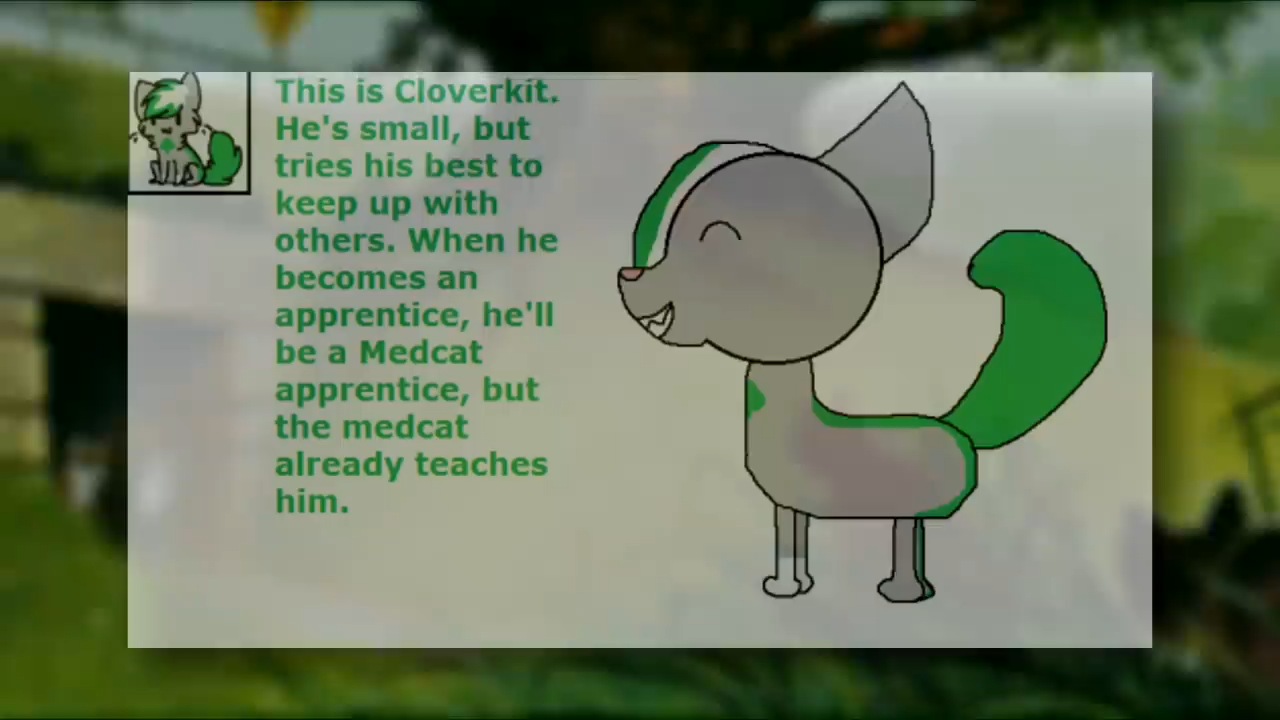 This is Cloverkit.
He's small, but
tries his best to
keep up with
others. When he
becomes an
apprentice, he'll
be a Medcat
apprentice, but
the medcat
already teaches
him.